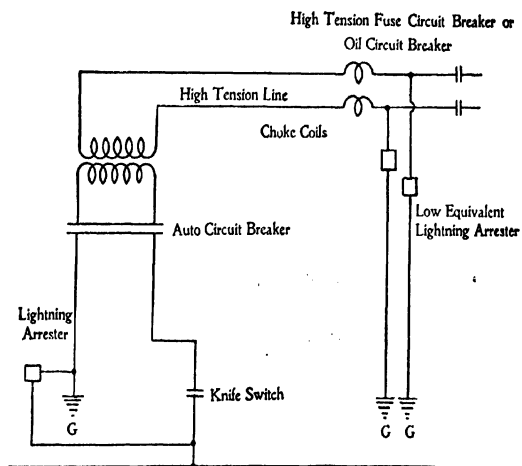 High Tension Fuse Circuit Breaker or
Oil Circuit Breaker
High Tension Line
Choke Coils
Auto Circuit Breaker
Low Equivalent
Lightning Arrester
Lightning
Arrester
Knife Switch
G
G
G